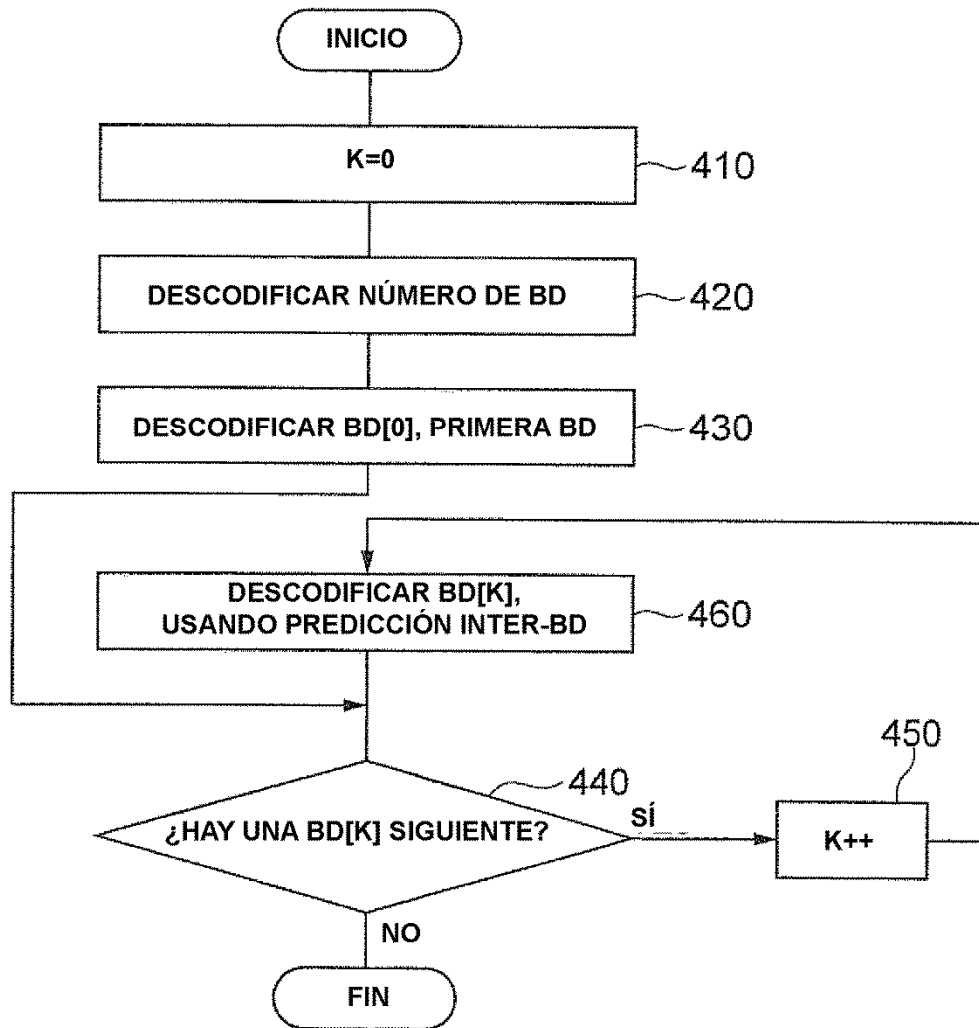 INICIO
K=0
410
DESCODIFICAR NÚMERO DE BD
420
DESCODIFICAR BD[0], PRIMERA BD
430
DESCODIFICAR BD[K],
USANDO PREDICCIÓN INTER-BD
460
450
440
¿HAY UNA BD[K] SIGUIENTE?
SÍ
K++
NO
FIN